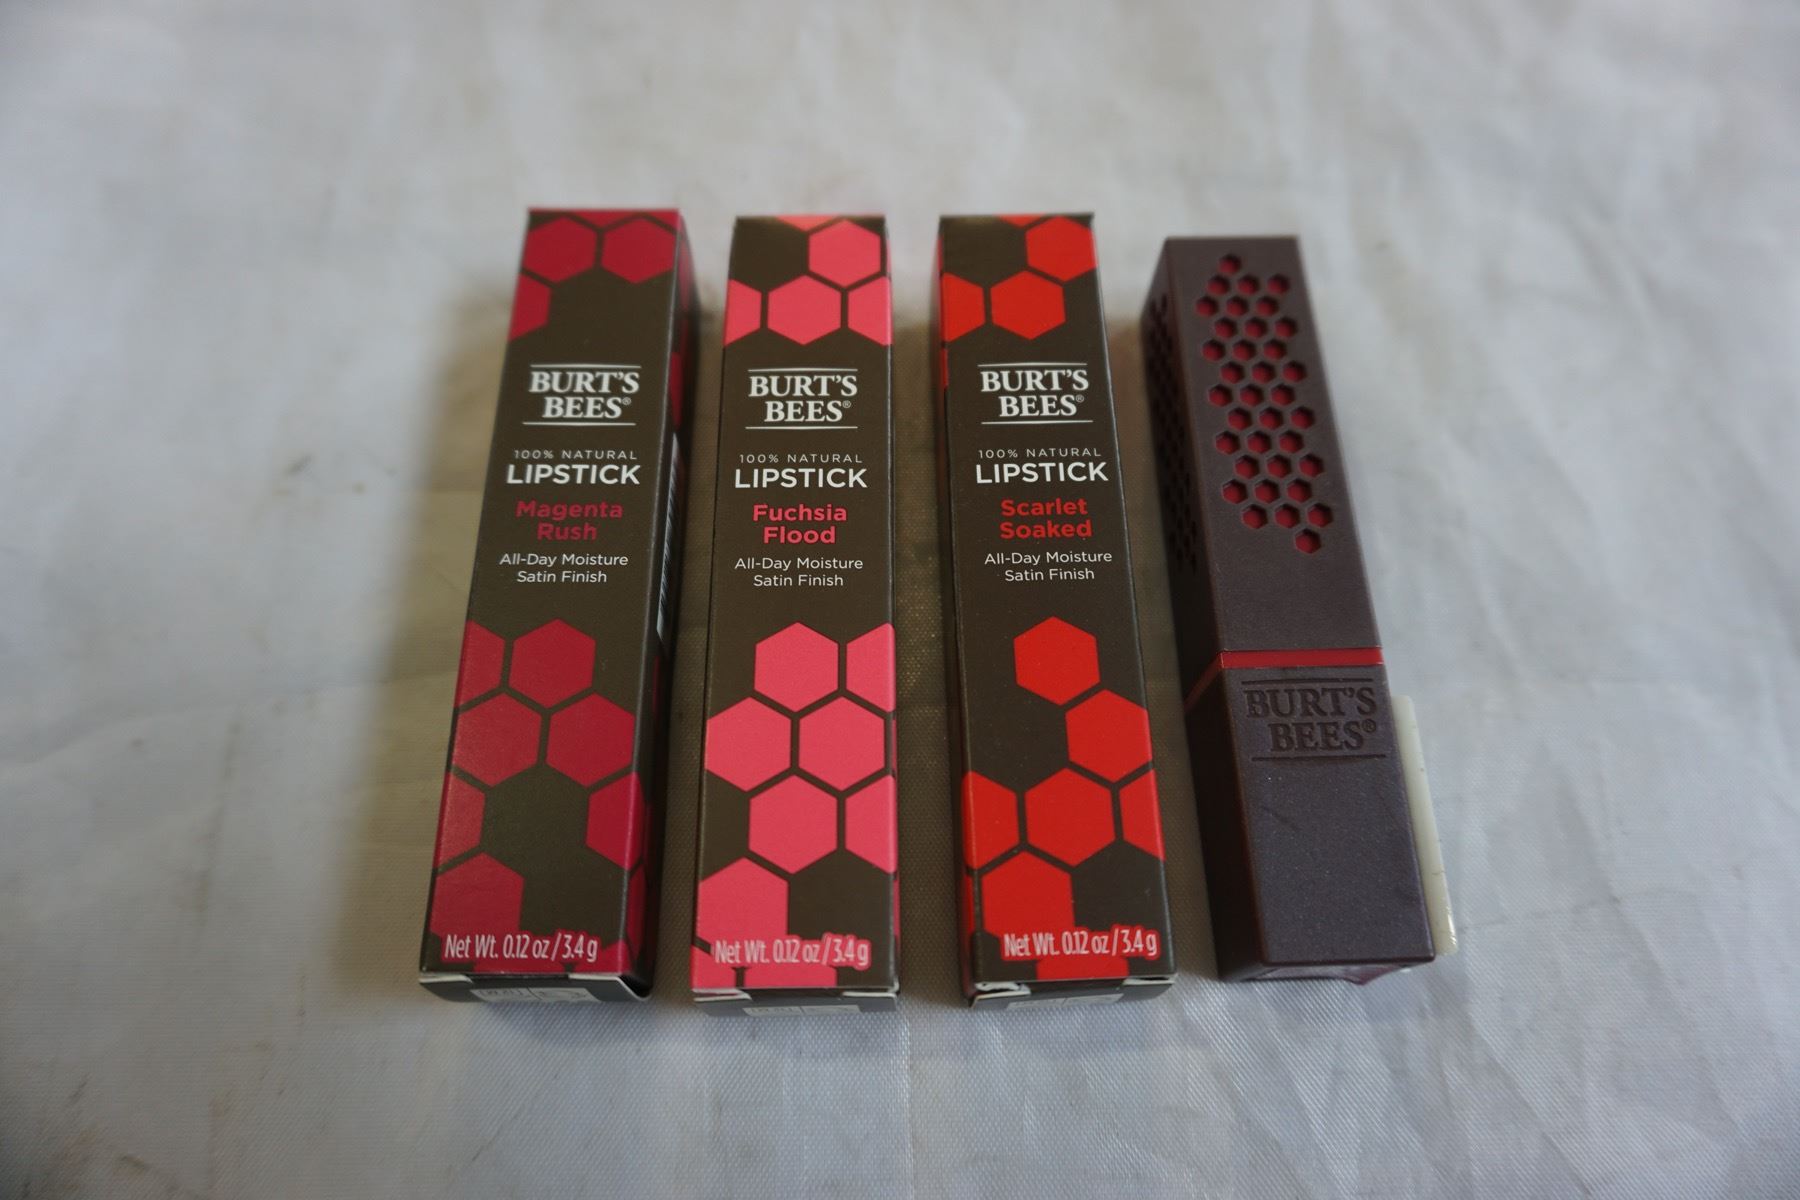 BURT'S
BEES®
100% NATURAL
LIPSTICK
Magenta
Rush
All-Day Moisture
Satin Finish
Net Wt. 0.12 oz / 3.4 g
BURT'S
BEES®
100% NATURAL
LIPSTICK
Fuchsia
Flood
All-Day Moisture
Satin Finish
Net Wt. 0.12 oz / 3.4 g
BURT'S
BEES®
100% NATURAL
LIPSTICK
Scarlet
Soaked
All-Day Moisture
Satin Finish
Net Wt. 0.12 oz / 3.4 g
BURT'S
BEES®